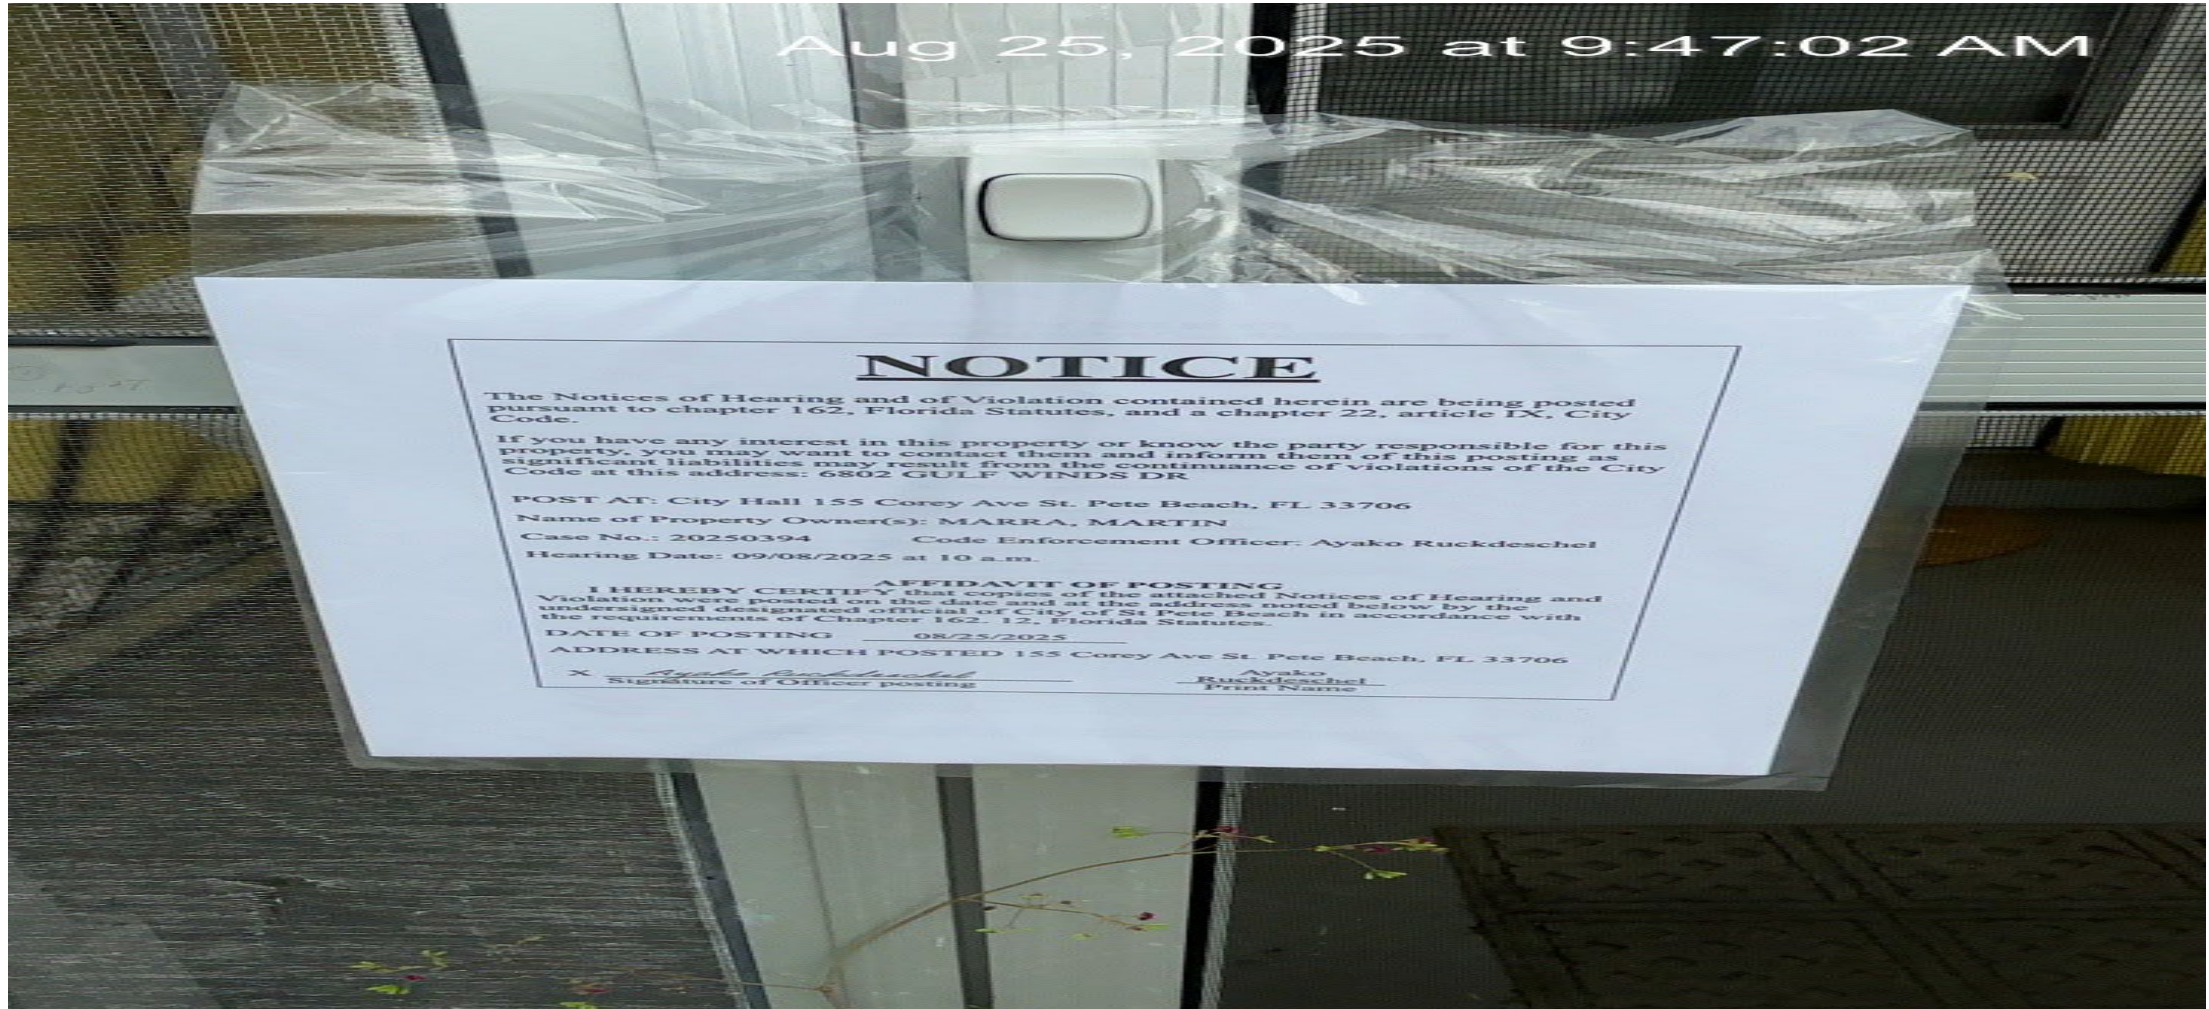 Aug 25, 2025 at 9:47:02 AM
NOTICE
The Notices of Hearing and of Violation contained herein are being posted
pursuant to chapter 162, Florida Statutes, and a chapter 22, article IX, City
Code.
If you have any interest in this property or know the party responsible for this
property, you may want to contact them and inform them of this posting as
significant liabilities may result from the continuance of violations of the City
Code at this address: 6802 GULF WINDS DR
POST AT: City Hall 155 Corey Ave St. Pete Beach, FL 33706
Name of Property Owner(s): MARRA, MARTIN
Case No.: 20250394 Code Enforcement Officer: Ayako Ruckdeschel
Hearing Date: 09/08/2025 at 10 a.m.
AFFIDAVIT OF POSTING
I HEREBY CERTIFY that copies of the attached Notices of Hearing and
Violation were posted on the date and at the address noted below by the
undersigned designated official of City of St Pete Beach in accordance with
the requirements of Chapter 162. 12, Florida Statutes.
DATE OF POSTING 08/25/2025
ADDRESS AT WHICH POSTED 155 Corey Ave St. Pete Beach, FL 33706
X Ayako Ruckdeschel Ayako
Ruckdeschel
Signature of Officer posting Print Name